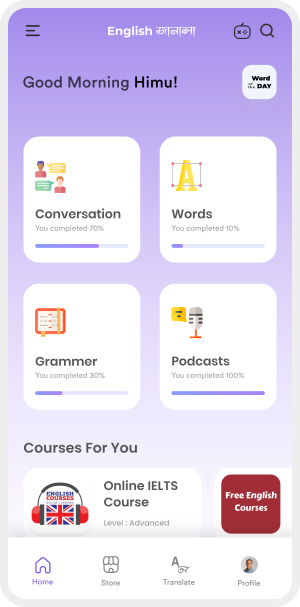 English জানালা
Good Morning Himu!
Word
of the
DAY
Conversation
You completed 70%
Words
You completed 10%
Grammer
You completed 30%
Podcasts
You completed 100%
Courses For You
ENGLISH
COURSES
Online IELTS
Course
Level : Advanced
Free English
Courses
Home
Store
Translate
Profile